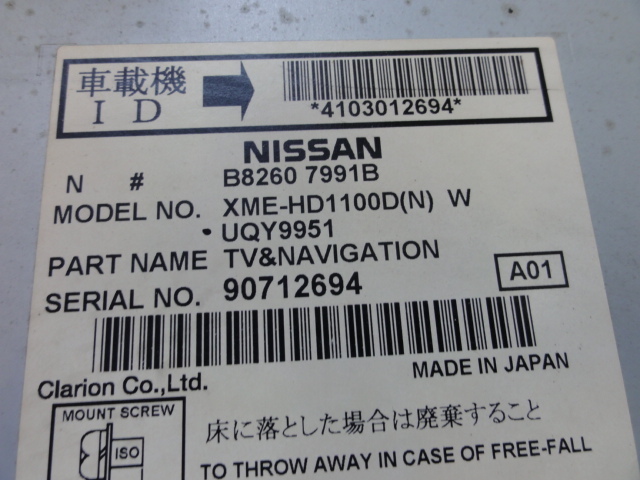 車載機 ID *4103012694*
NISSAN
N # B8260 7991B
MODEL NO. XME-HD1100D(N) W
・UQY9951
PART NAME TV&NAVIGATION
SERIAL NO. 90712694 A01
MADE IN JAPAN
Clarion Co.,Ltd.
MOUNT SCREW
ISO
床に落とした場合は廃棄すること
TO THROW AWAY IN CASE OF FREE-FALL